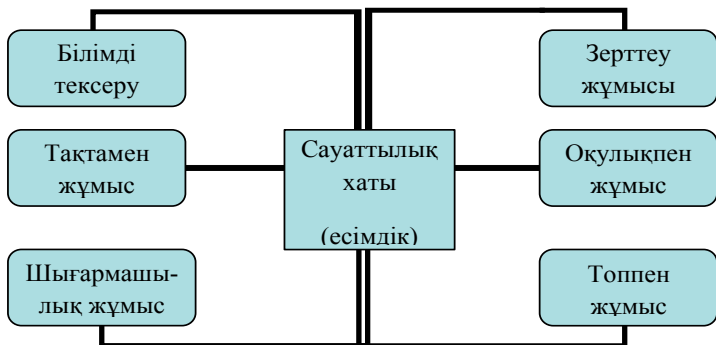 Білімді
тексеру
Зерттеу
жұмысы
Тақтамен
жұмыс
Сауаттылық
хаты
(есімдік)
Оқулықпен
жұмыс
Шығармашы-
лық жұмыс
Топпен
жұмыс